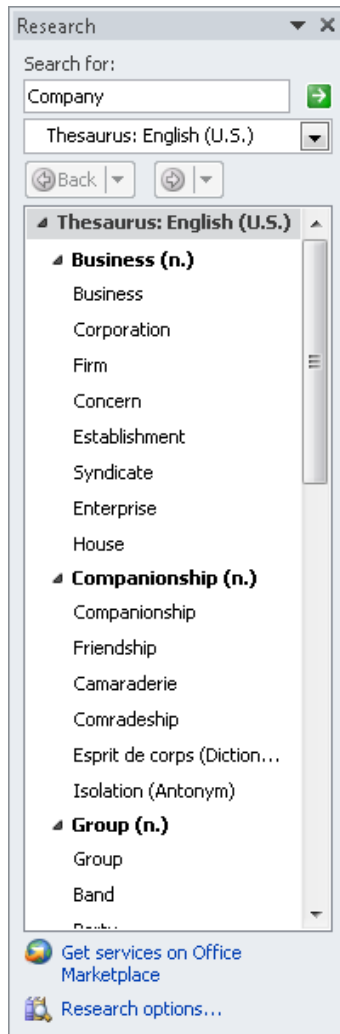 Research
Search for:
Company
Thesaurus: English (U.S.)
Back
Thesaurus: English (U.S.)
Business (n.)
Business
Corporation
Firm
Concern
Establishment
Syndicate
Enterprise
House
Companionship (n.)
Companionship
Friendship
Camaraderie
Comradeship
Esprit de corps (Diction...
Isolation (Antonym)
Group (n.)
Group
Band
Get services on Office
Marketplace
Research options...